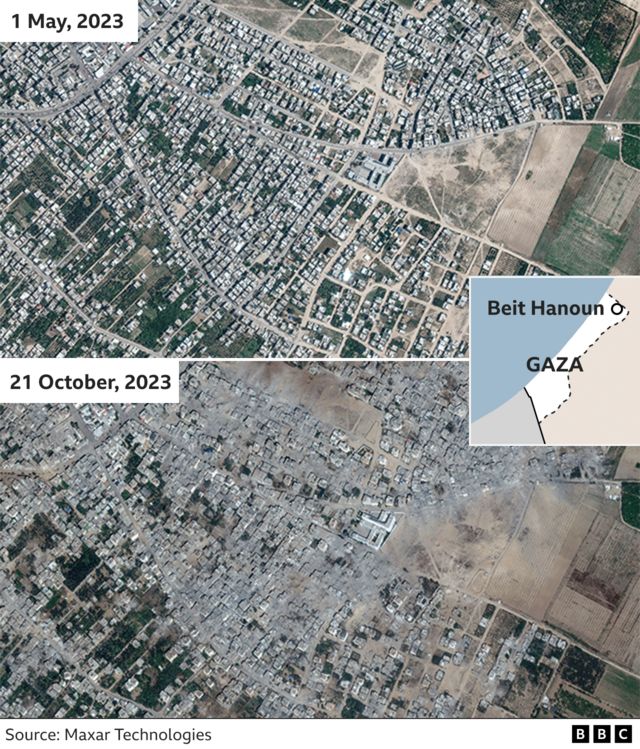 1 May, 2023
Beit Hanoun
GAZA
21 October, 2023
Source: Maxar Technologies
BBC